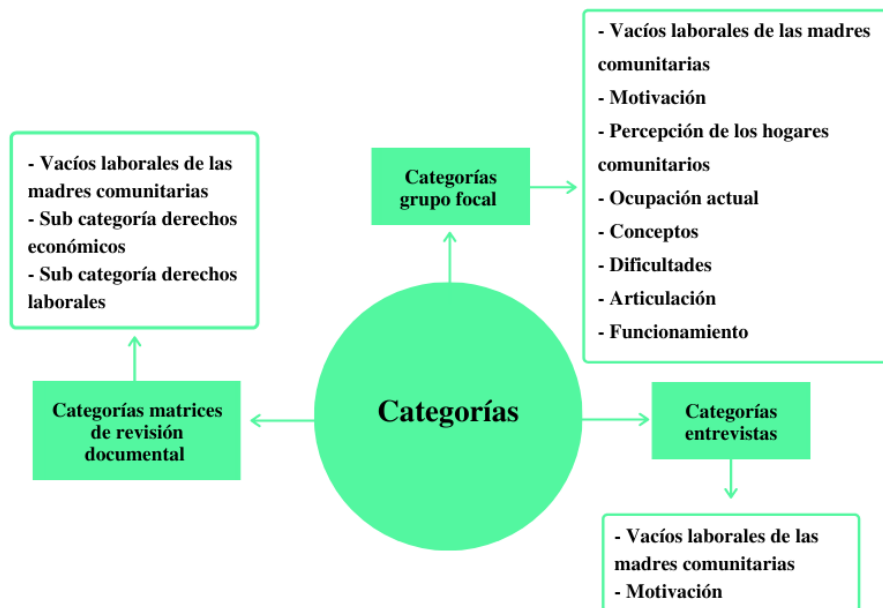 - Vacíos laborales de las madres
comunitarias
- Motivación
- Percepción de los hogares
comunitarios
- Ocupación actual
- Conceptos
- Dificultades
- Articulación
- Funcionamiento
Categorías
grupo focal
- Vacíos laborales de las
madres comunitarias
- Sub categoría derechos
económicos
- Sub categoría derechos
laborales
Categorías matrices
de revisión
documental
Categorías
Categorías
entrevistas
- Vacíos laborales de las
madres comunitarias
- Motivación